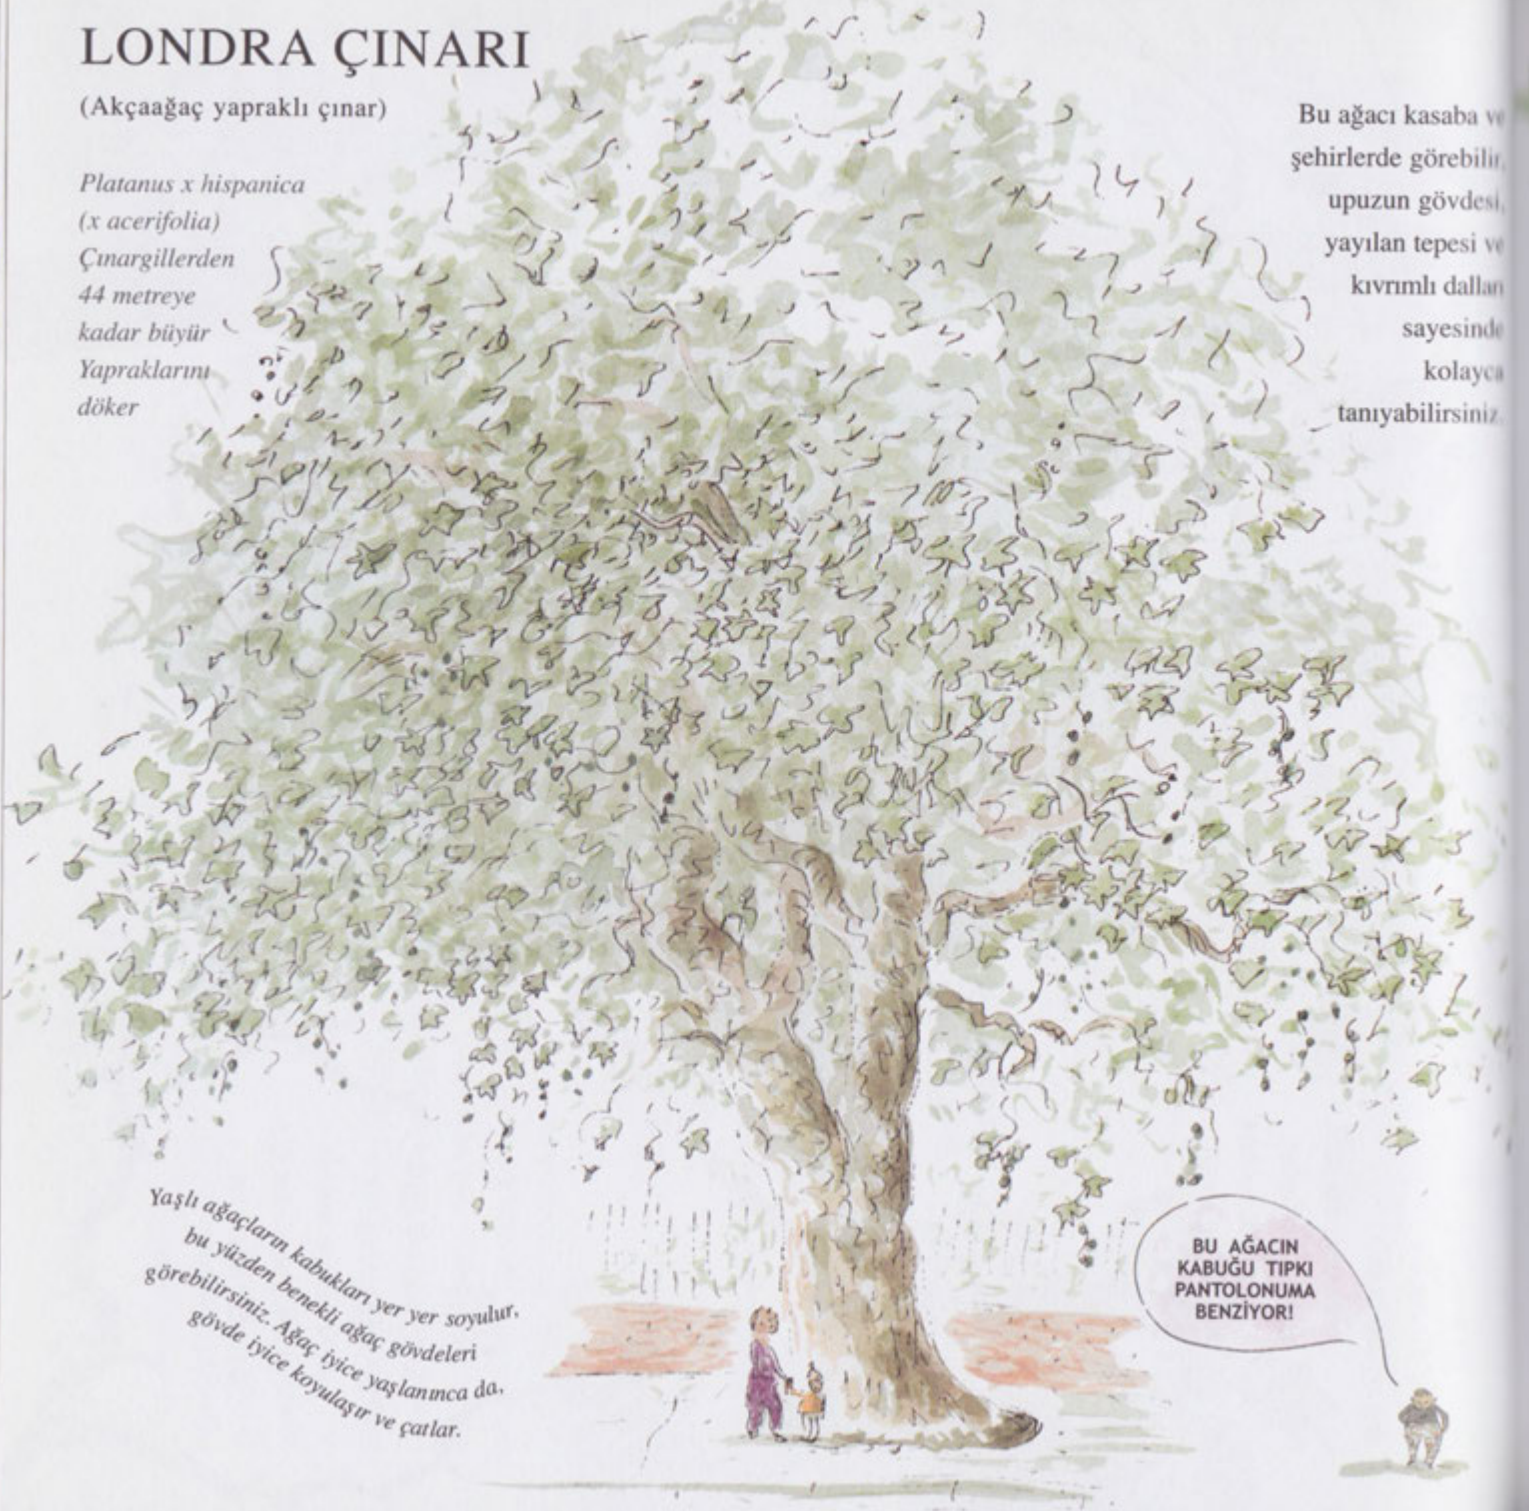 LONDRA ÇINARI
(Akçaağaç yapraklı çınar)
Platanus x hispanica
(x acerifolia)
Çınargillerden
44 metreye
kadar büyür
Yapraklarını
döker
Bu ağacı kasaba ve
şehirlerde görebilir,
upuzun gövdesi,
yayılan tepesi ve
kıvrımlı dalları
sayesinde
kolayca
tanıyabilirsiniz.
Yaşlı ağaçların kabukları yer yer soyulur,
bu yüzden benekli ağaç gövdeleri
görebilirsiniz. Ağaç iyice yaşlanınca da,
gövde iyice koyulaşır ve çatlar.
BU AĞACIN
KABUĞU TIPKI
PANTOLONUMA
BENZİYOR!